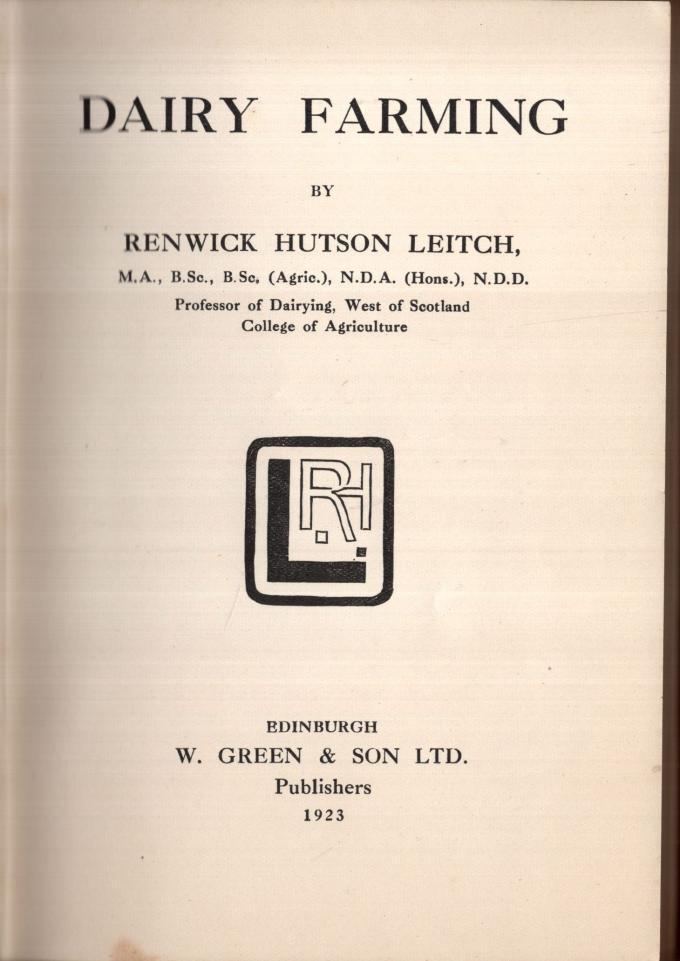 DAIRY FARMING
BY
RENWICK HUTSON LEITCH,
M.A., B.Sc., B.Sc. (Agric.), N.D.A. (Hons.), N.D.D.
Professor of Dairying, West of Scotland
College of Agriculture
L.RH.
EDINBURGH
W. GREEN & SON LTD.
Publishers
1923